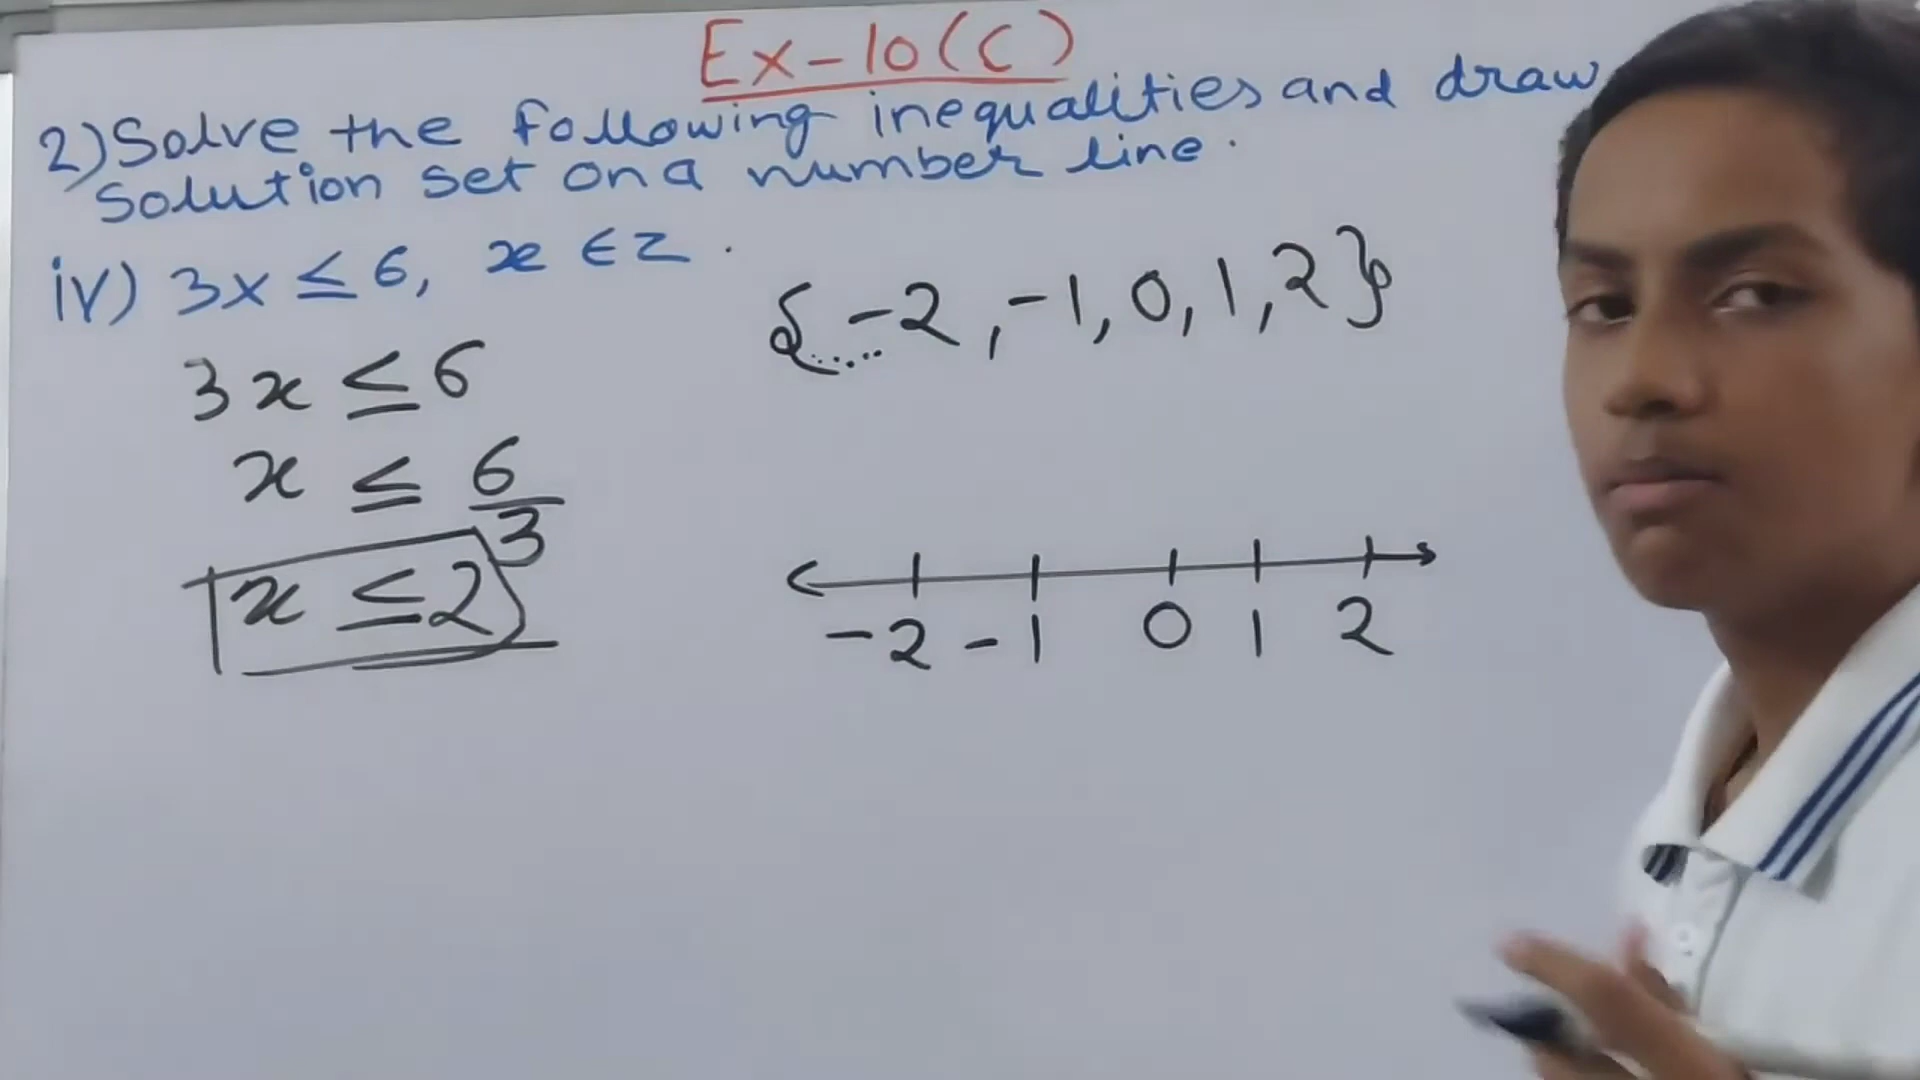 Ex-10(C)
2) Solve the following inequalities and draw
solution set on a number line.
iv) 3x ≤ 6, x ∈ Z.
{.....-2, -1, 0, 1, 2}
3x ≤ 6
x ≤ 6/3
x ≤ 2
-2 -1 0 1 2